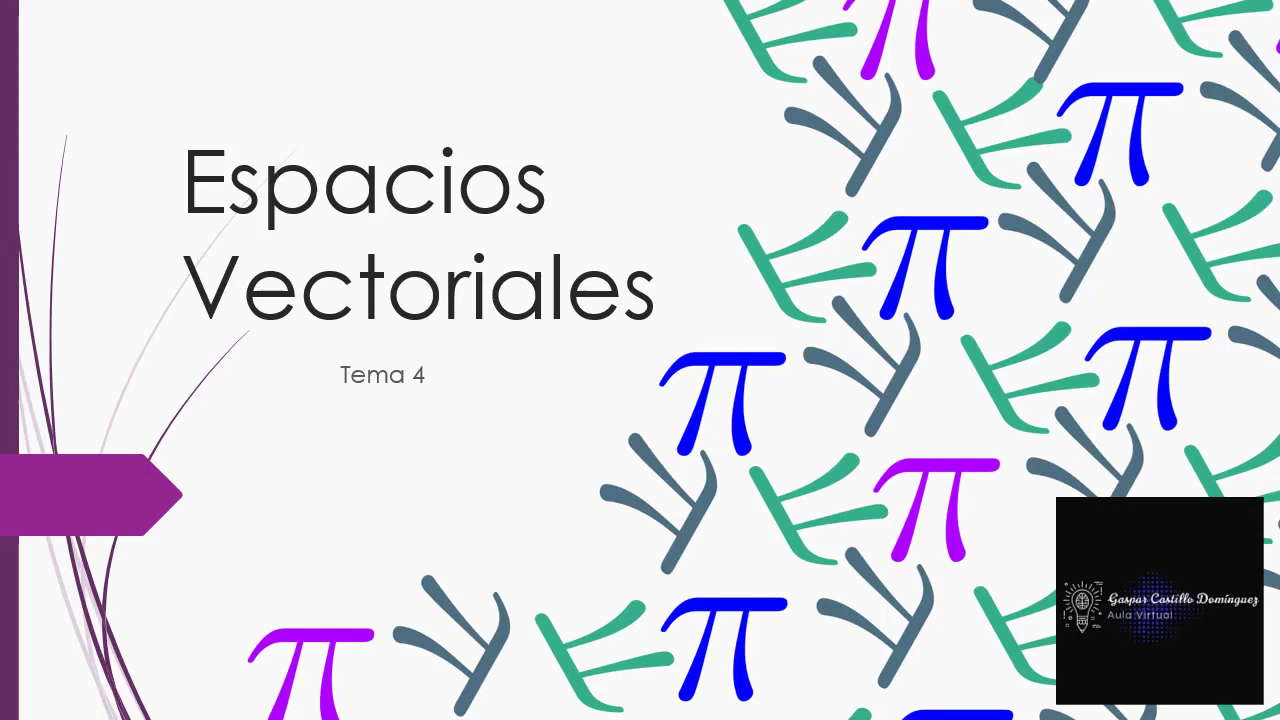 Espacios
Vectoriales
Tema 4
Gaspar Castillo Domínguez
Aula Virtual